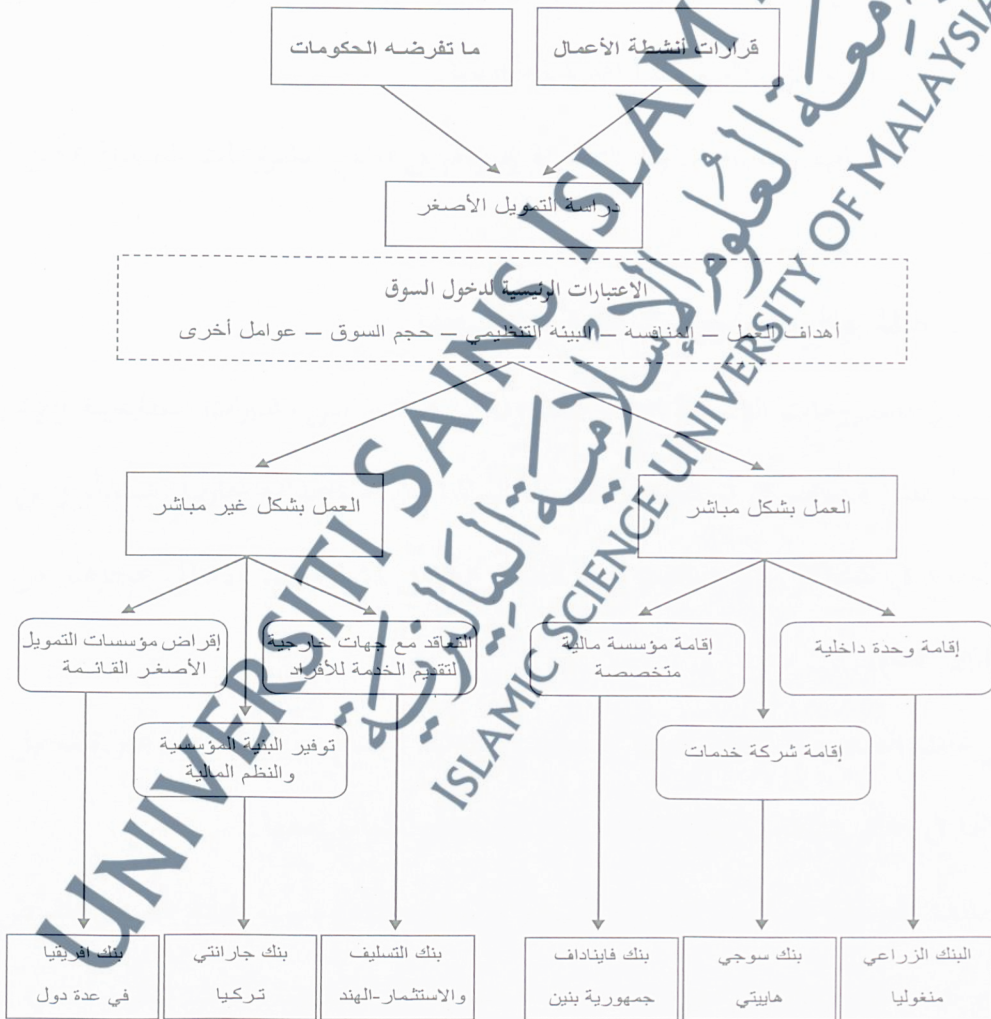 قرارات أنشطة الأعمال
ما تفرضه الحكومات
دراسة التمويل الأصغر
الاعتبارات الرئيسية لدخول السوق
أهداف العمل – المنافسة – البيئة التنظيمي – حجم السوق – عوامل أخرى
العمل بشكل مباشر
العمل بشكل غير مباشر
إقامة وحدة داخلية
إقامة مؤسسة مالية
متخصصة
التعاقد مع جهات خارجية
لتقديم الخدمة للأفراد
إقراض مؤسسات التمويل
الأصغر القائمة
إقامة شركة خدمات
توفير البنية المؤسسية
والنظم المالية
البنك الزراعي
منغوليا
بنك سوجي
هاييتي
بنك فاينداف
جمهورية بنين
بنك التسليف
والاستثمار-الهند
بنك جارانتي
تركيا
بنك افريقيا
في عدة دول
UNIVERSITI SAINS ISLAM
العلوم الإسلامية الماليزية
ISLAMIC SCIENCE UNIVERSITY OF MALAYSIA